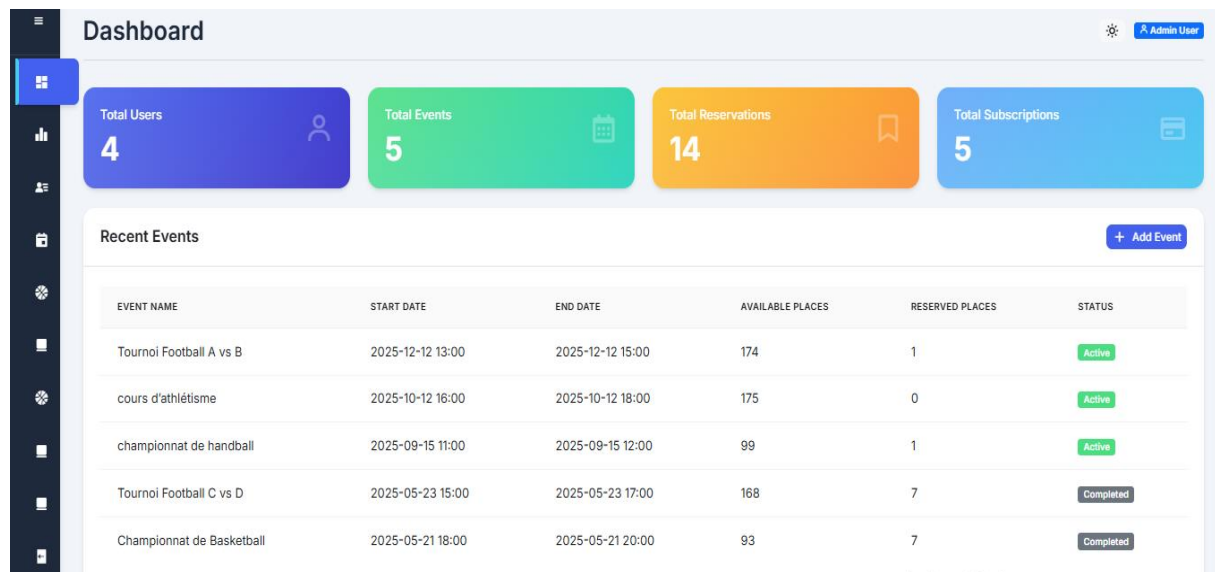 Dashboard
Admin User
Total Users
4
Total Events
5
Total Reservations
14
Total Subscriptions
5
Recent Events
+ Add Event
EVENT NAME START DATE END DATE AVAILABLE PLACES RESERVED PLACES STATUS
Tournoi Football A vs B 2025-12-12 13:00 2025-12-12 15:00 174 1 Active
cours d'athlétisme 2025-10-12 16:00 2025-10-12 18:00 175 0 Active
championnat de handball 2025-09-15 11:00 2025-09-15 12:00 99 1 Active
Tournoi Football C vs D 2025-05-23 15:00 2025-05-23 17:00 168 7 Completed
Championnat de Basketball 2025-05-21 18:00 2025-05-21 20:00 93 7 Completed